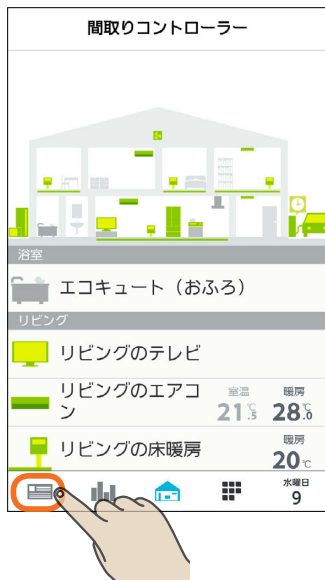 間取りコントローラー
浴室
エコキュート（おふろ）
リビング
リビングのテレビ
リビングのエアコン
室温 暖房
21.5℃ 28.0℃
リビングの床暖房
暖房
20℃
水曜日
9